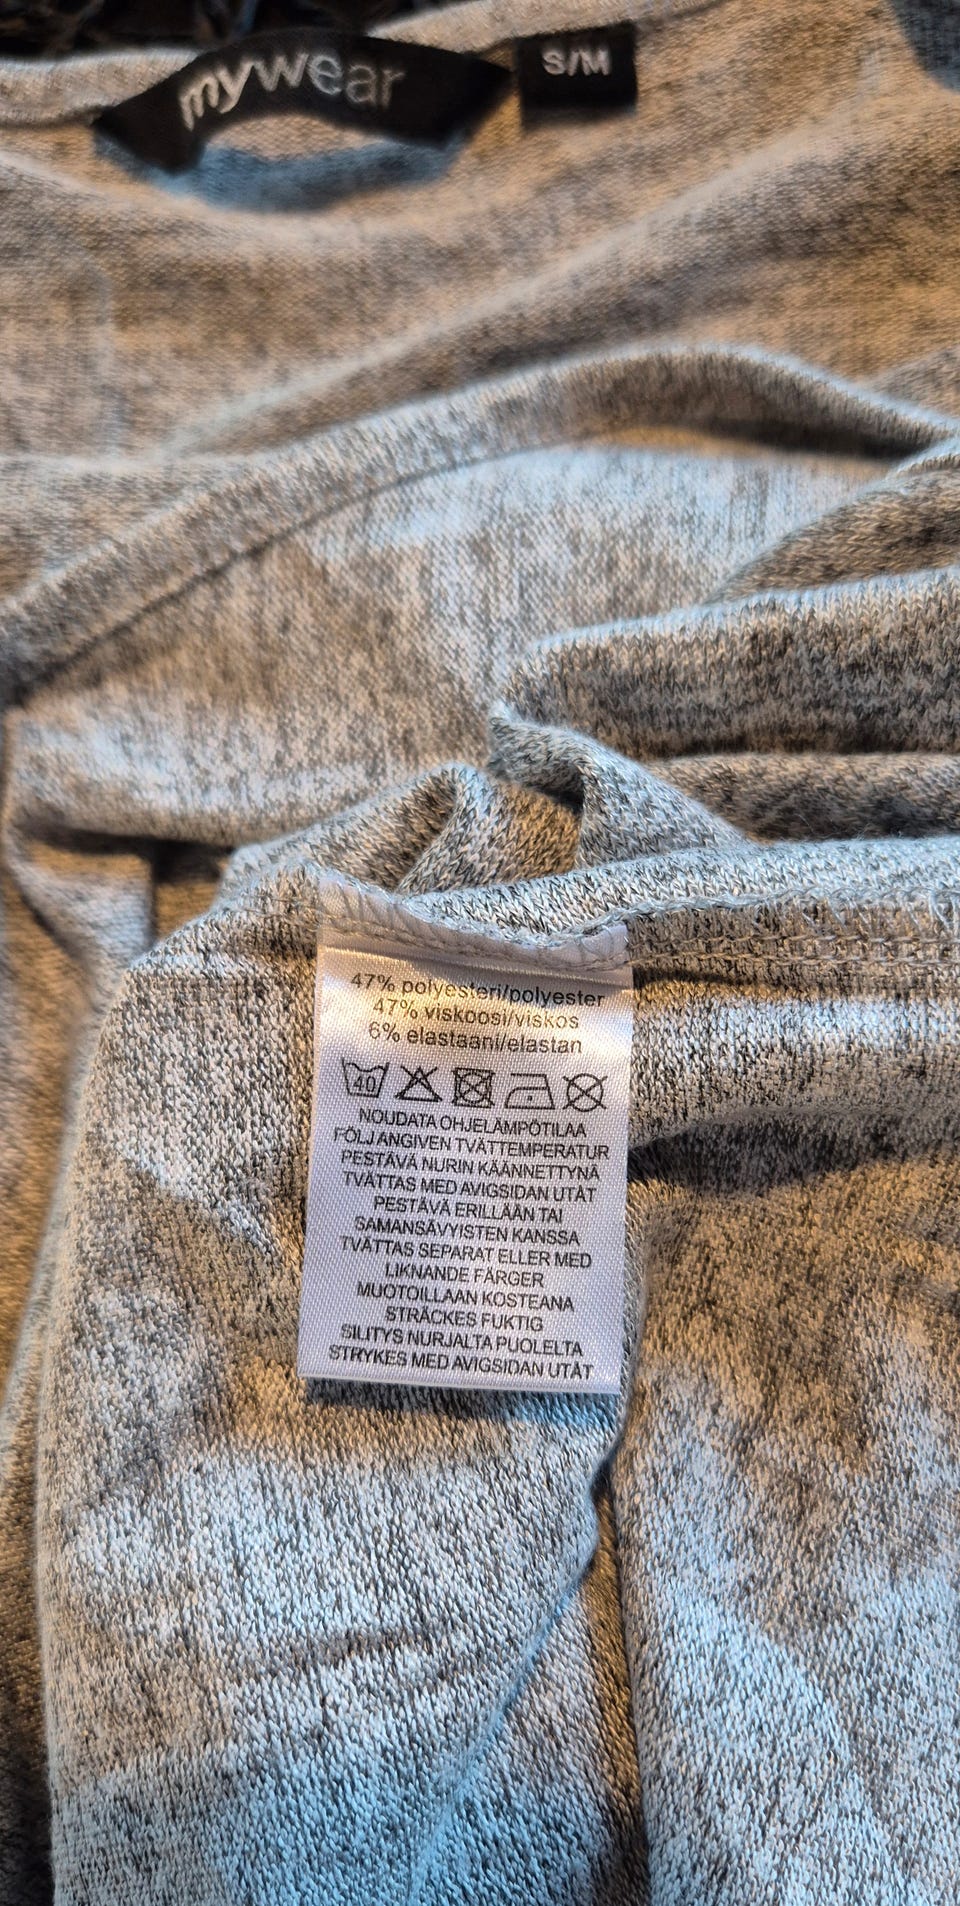 mywear
S/M
47% polyesteri/polyester
47% viskoosi/viskos
6% elastaani/elastan
40
NOUDATA OHJELÄMPÖTILAA
FÖLJ ANGIVEN TVÄTTEMPERATUR
PESTÄVÄ NURIN KÄÄNNETTYNÄ
TVÄTTAS MED AVIGSIDAN UTÅT
PESTÄVÄ ERILLÄÄN TAI
SAMANSÄVYISTEN KANSSA
TVÄTTAS SEPARAT ELLER MED
LIKNANDE FÄRGER
MUOTOILLAAN KOSTEANA
STRÄCKES FUKTIG
SILITYS NURJALTA PUOLELTA
STRYKES MED AVIGSIDAN UTÅT